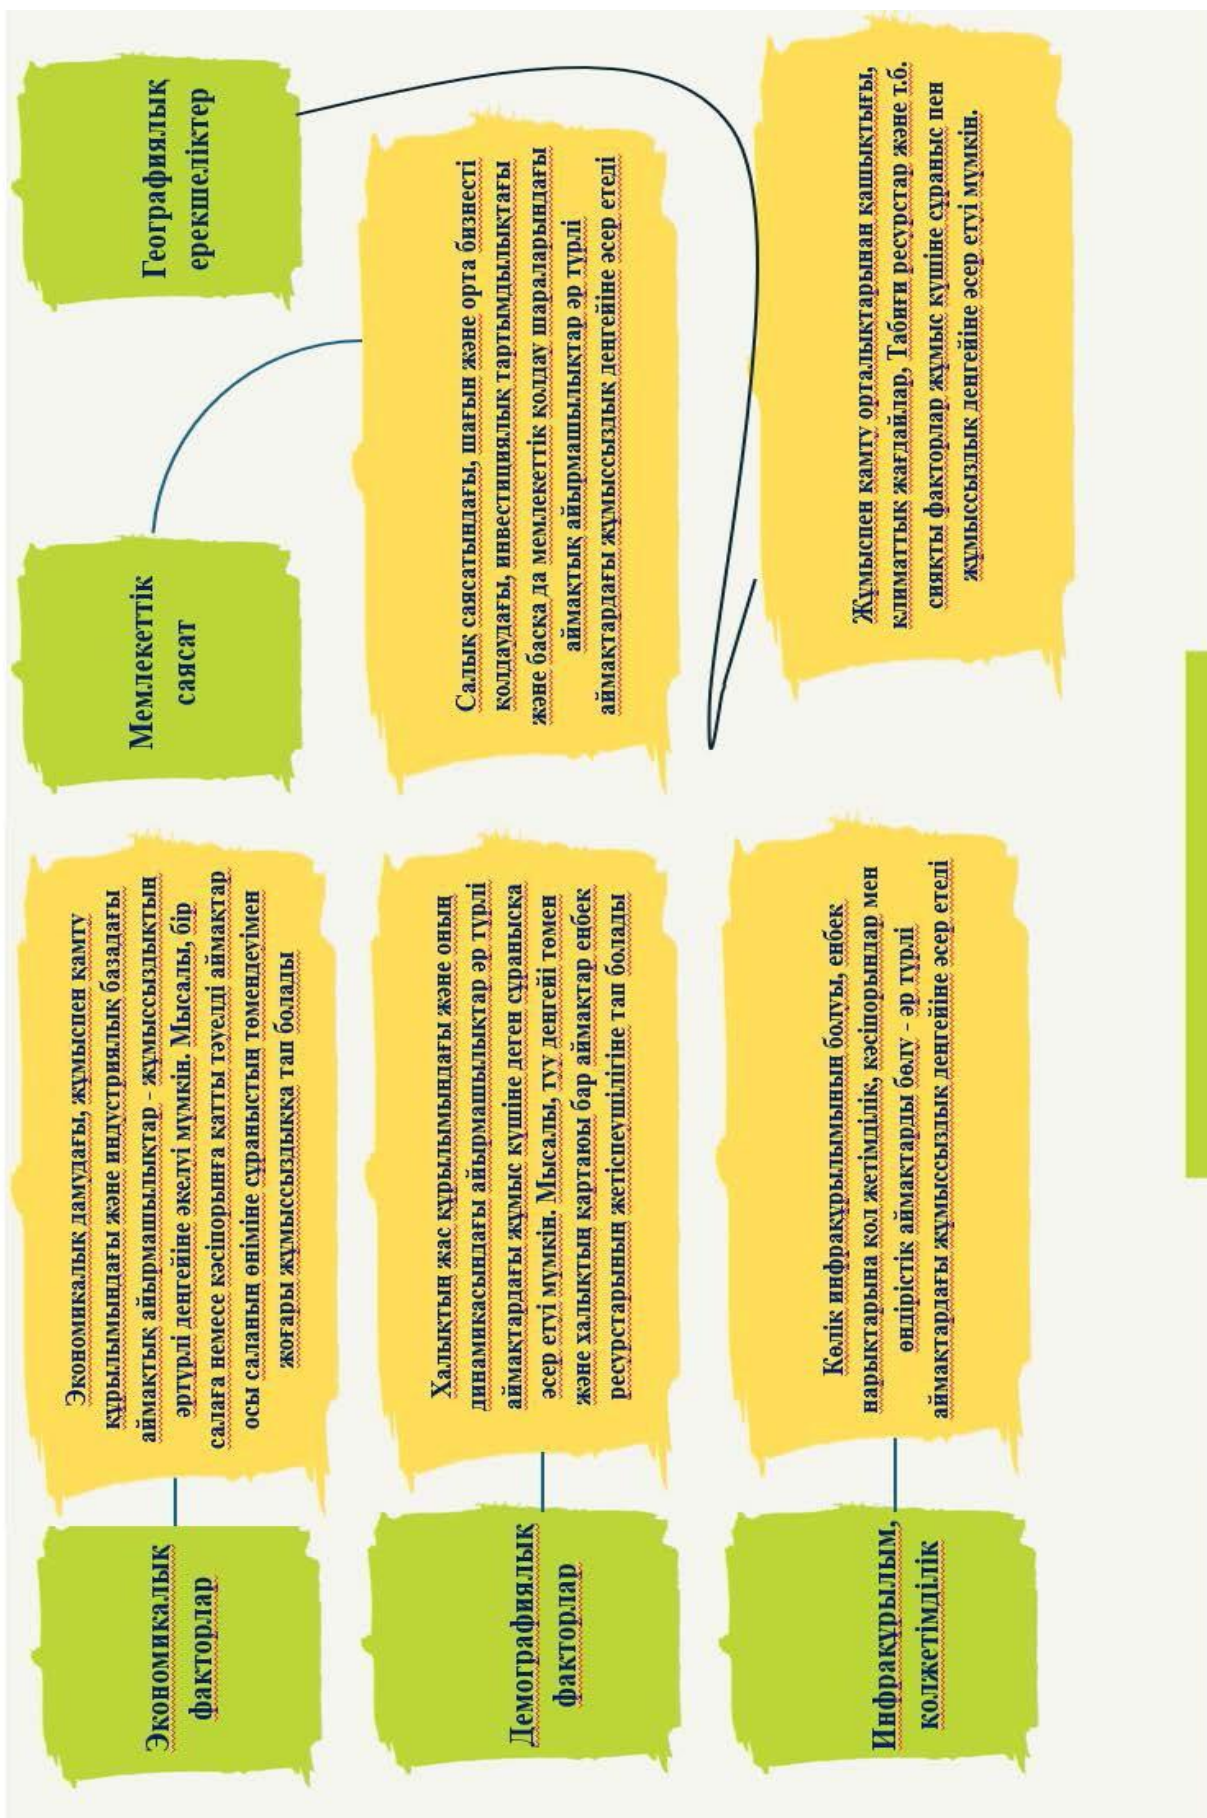 Экономикалық
факторлар
Экономикалық дамудағы, жұмыспен қамту
құрылымындағы және индустриялық базадағы
аймақтық айырмашылықтар - жұмыссыздықтың
әртүрлі деңгейіне әкелуі мүмкін. Мысалы, бір
салаға немесе кәсіпорынға қатты тәуелді аймақтар
осы саланың өніміне сұраныстың төмендеуімен
жоғары жұмыссыздыққа тап болады
Демографиялық
факторлар
Халықтың жас құрылымындағы және оның
динамикасындағы айырмашылықтар әр түрлі
аймақтардағы жұмыс күшіне деген сұранысқа
әсер етуі мүмкін. Мысалы, туу деңгейі төмен
және халықтың қартаюы бар аймақтар еңбек
ресурстарының жетіспеушілігіне тап болады
Инфрақұрылым,
қолжетімділік
Көлік инфрақұрылымының болуы, еңбек
нарықтарына қол жетімділік, кәсіпорындар мен
өндірістік аймақтарды бөлу - әр түрлі
аймақтардағы жұмыссыздық деңгейіне әсер етеді
Мемлекеттік
саясат
Салық саясатындағы, шағын және орта бизнесті
қолдаудағы, инвестициялық тартымдылықтағы
және басқа да мемлекеттік қолдау шараларындағы
аймақтық айырмашылықтар әр түрлі
аймақтардағы жұмыссыздық деңгейіне әсер етеді
Географиялық
ерекшеліктер
Жұмыспен қамту орталықтарынан қашықтығы,
климаттық жағдайлар, Табиғи ресурстар және т.б.
сияқты факторлар жұмыс күшіне сұраныс пен
жұмыссыздық деңгейіне әсер етуі мүмкін.